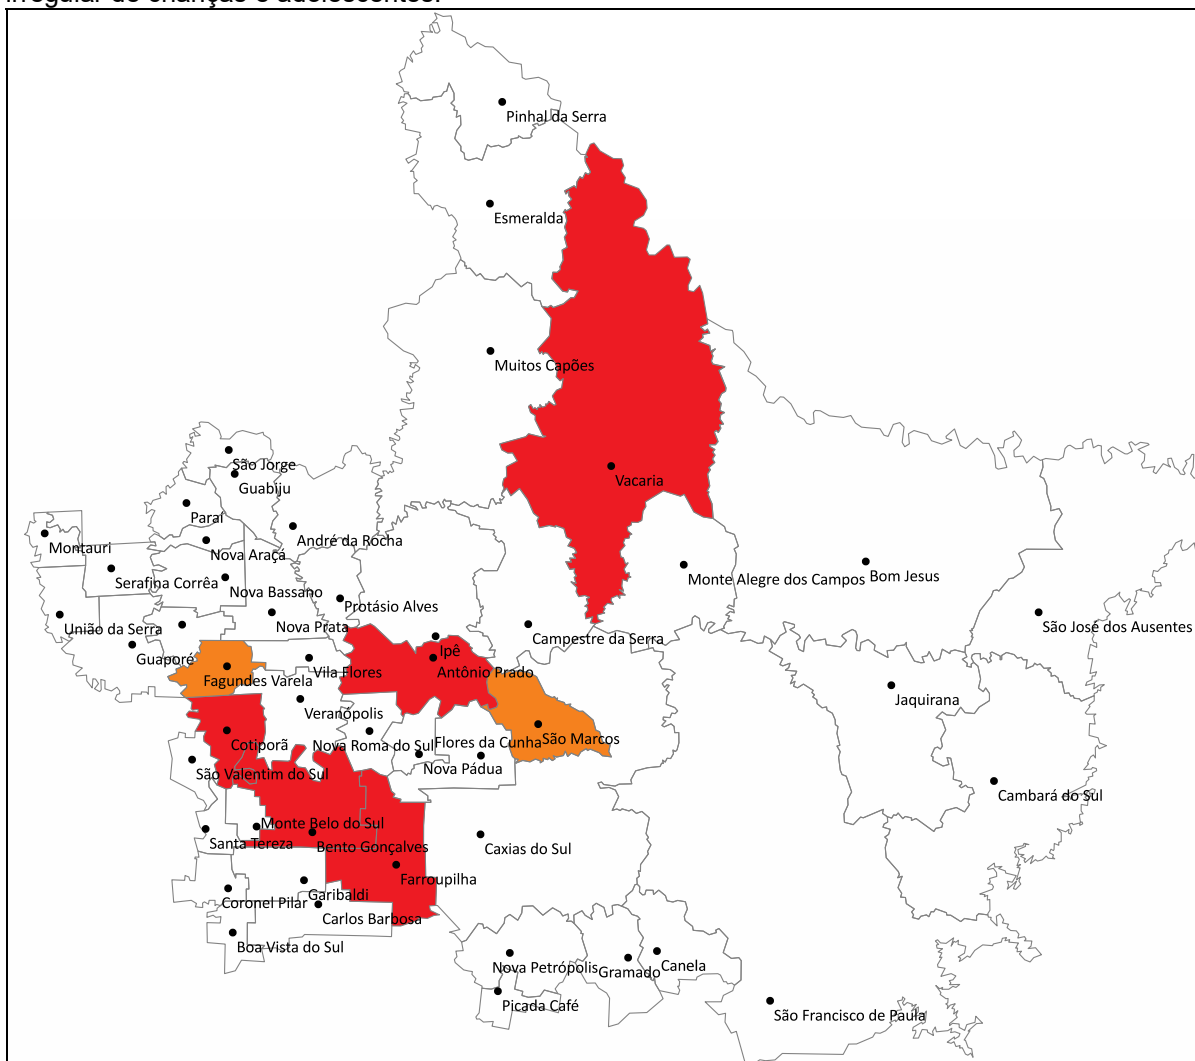 irregular de crianças e adolescentes.
Pinhal da Serra
Esmeralda
Muitos Capões
São Jorge
Vacaria
Guabiju
Paraí
André da Rocha
Montauri
Nova Araçá
Serafina Corrêa
Monte Alegre dos Campos
Bom Jesus
Nova Bassano
Protásio Alves
Nova Prata
União da Serra
São José dos Ausentes
Campestre da Serra
Ipê
Guaporé
Vila Flores
Antônio Prado
Fagundes Varela
Jaquirana
Veranópolis
São Marcos
Flores da Cunha
Cotiporã
Nova Roma do Sul
Nova Pádua
São Valentim do Sul
Cambará do Sul
Monte Belo do Sul
Santa Tereza
Bento Gonçalves
Caxias do Sul
Farroupilha
Garibaldi
Coronel Pilar
Carlos Barbosa
Boa Vista do Sul
Nova Petrópolis
Gramado
Canela
Picada Café
São Francisco de Paula